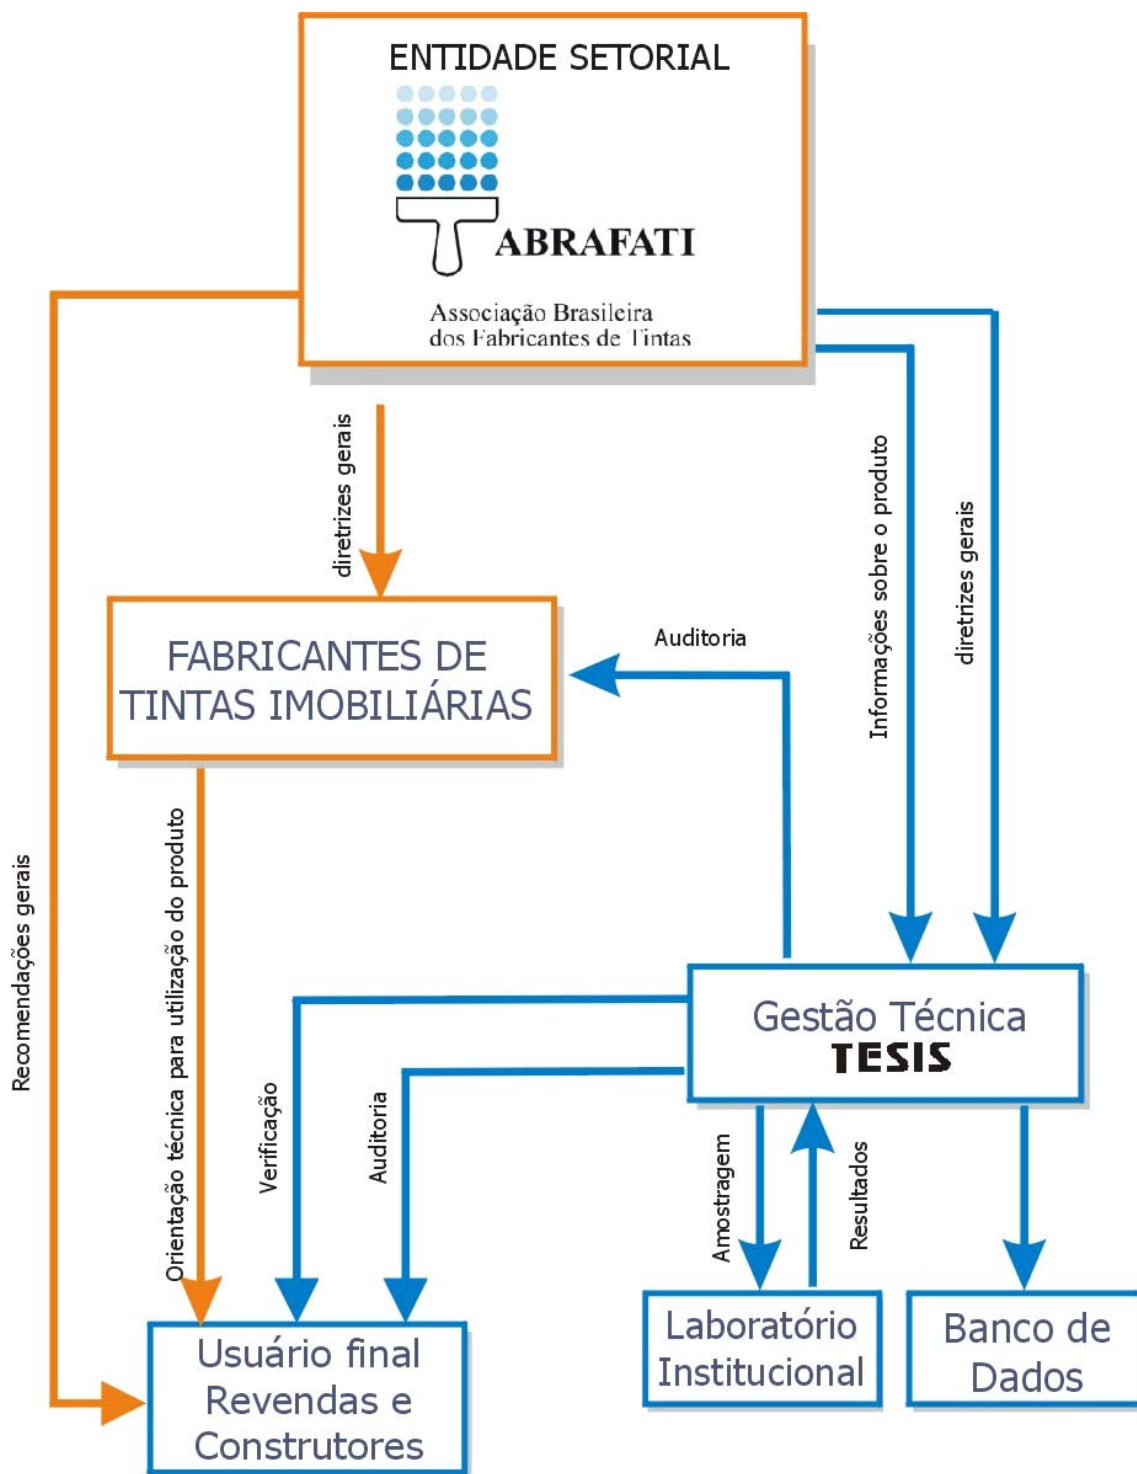 ENTIDADE SETORIAL
ABRAFATI
Associação Brasileira
dos Fabricantes de Tintas
diretrizes gerais
Informações sobre o produto
diretrizes gerais
FABRICANTES DE
TINTAS IMOBILIÁRIAS
Auditoria
Recomendações gerais
Orientação técnica para utilização do produto
Gestão Técnica
TESIS
Verificação
Auditoria
Amostragem
Resultados
Usuário final
Revendas e
Construtores
Laboratório
Institucional
Banco de
Dados